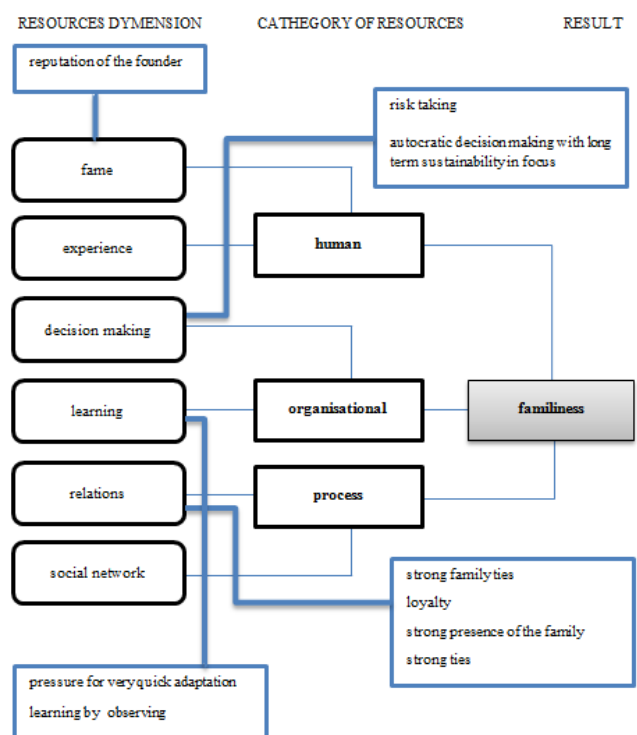 RESOURCES DYMENSION CATHEGORY OF RESOURCES RESULT
reputation of the founder
risk taking
autocratic decision making with long
term sustainability in focus
fame
experience
human
decision making
learning
organisational
familiness
relations
process
social network
strong family ties
loyalty
strong presence of the family
strong ties
pressure for very quick adaptation
learning by observing